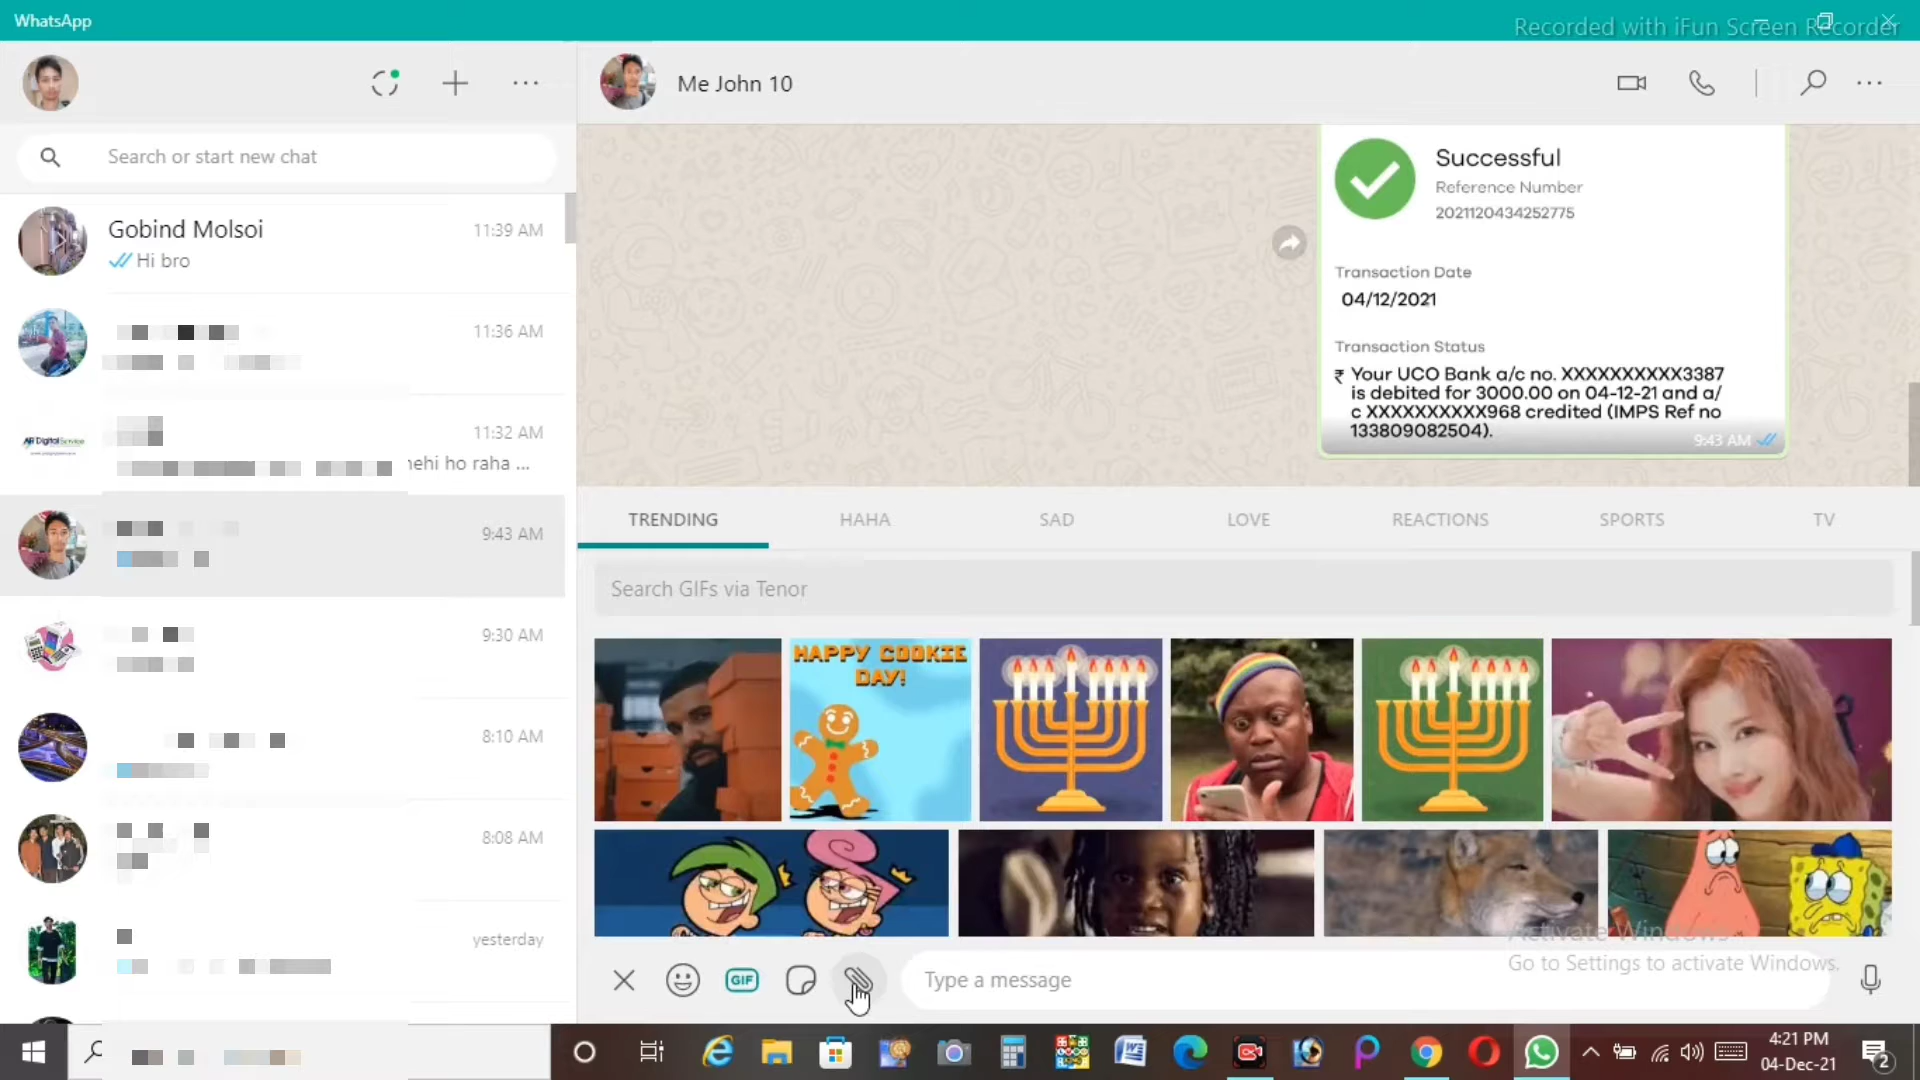 WhatsApp
Recorded with iFun Screen Recorder
Me John 10
Search or start new chat
Gobind Molsoi
11:39 AM
Hi bro
11:36 AM
11:32 AM
nehi ho raha ...
9:43 AM
9:30 AM
8:10 AM
8:08 AM
yesterday
Successful
Reference Number
2021120434252775
Transaction Date
04/12/2021
Transaction Status
₹ Your UCO Bank a/c no. XXXXXXXXXX3387
is debited for 3000.00 on 04-12-21 and a/
c XXXXXXXXXX968 credited (IMPS Ref no
133809082504).
9:43 AM
TRENDING HAHA SAD LOVE REACTIONS SPORTS TV
Search GIFs via Tenor
HAPPY COOKIE
DAY!
GIF
Type a message
Activate Windows
Go to Settings to activate Windows.
4:21 PM
04-Dec-21
2